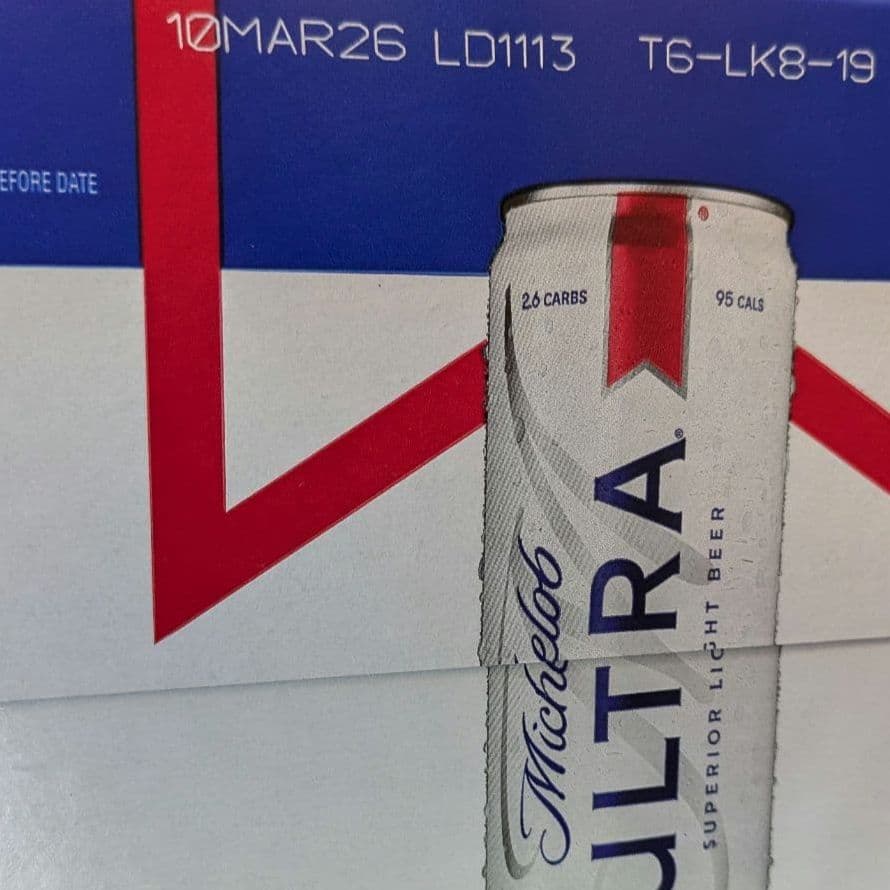 10MAR26 LD1113 T6-LK8-19
EFORE DATE
2.6 CARBS
95 CALS
Michelob
ULTRA®
SUPERIOR LIGHT BEER